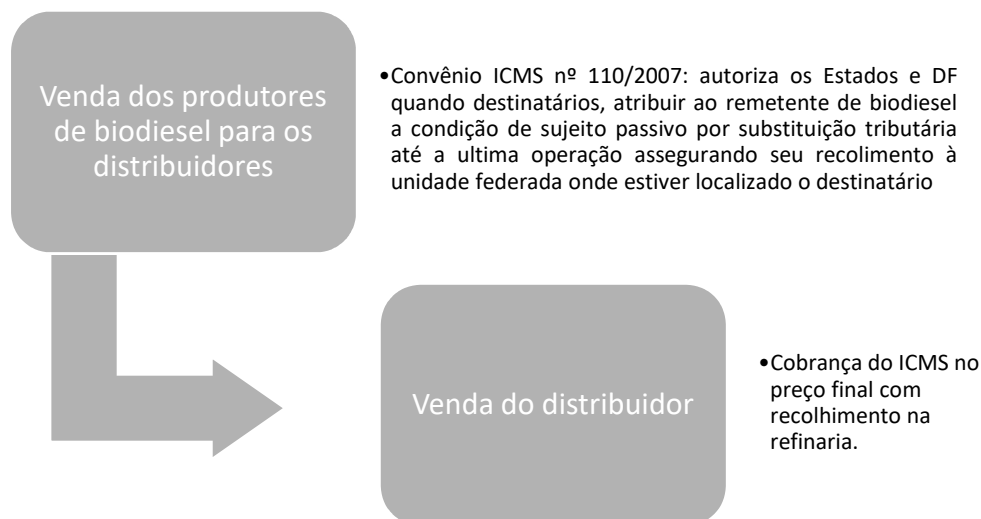 Venda dos produtores
de biodiesel para os
distribuidores
•Convênio ICMS nº 110/2007: autoriza os Estados e DF
quando destinatários, atribuir ao remetente de biodiesel
a condição de sujeito passivo por substituição tributária
até a ultima operação assegurando seu recolimento à
unidade federada onde estiver localizado o destinatário
Venda do distribuidor
•Cobrança do ICMS no
preço final com
recolhimento na
refinaria.